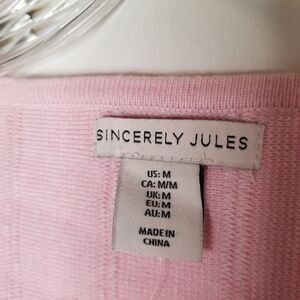 SINCERELY JULES
US: M
CA: M/M
UK: M
EU: M
AU: M
MADE IN
CHINA